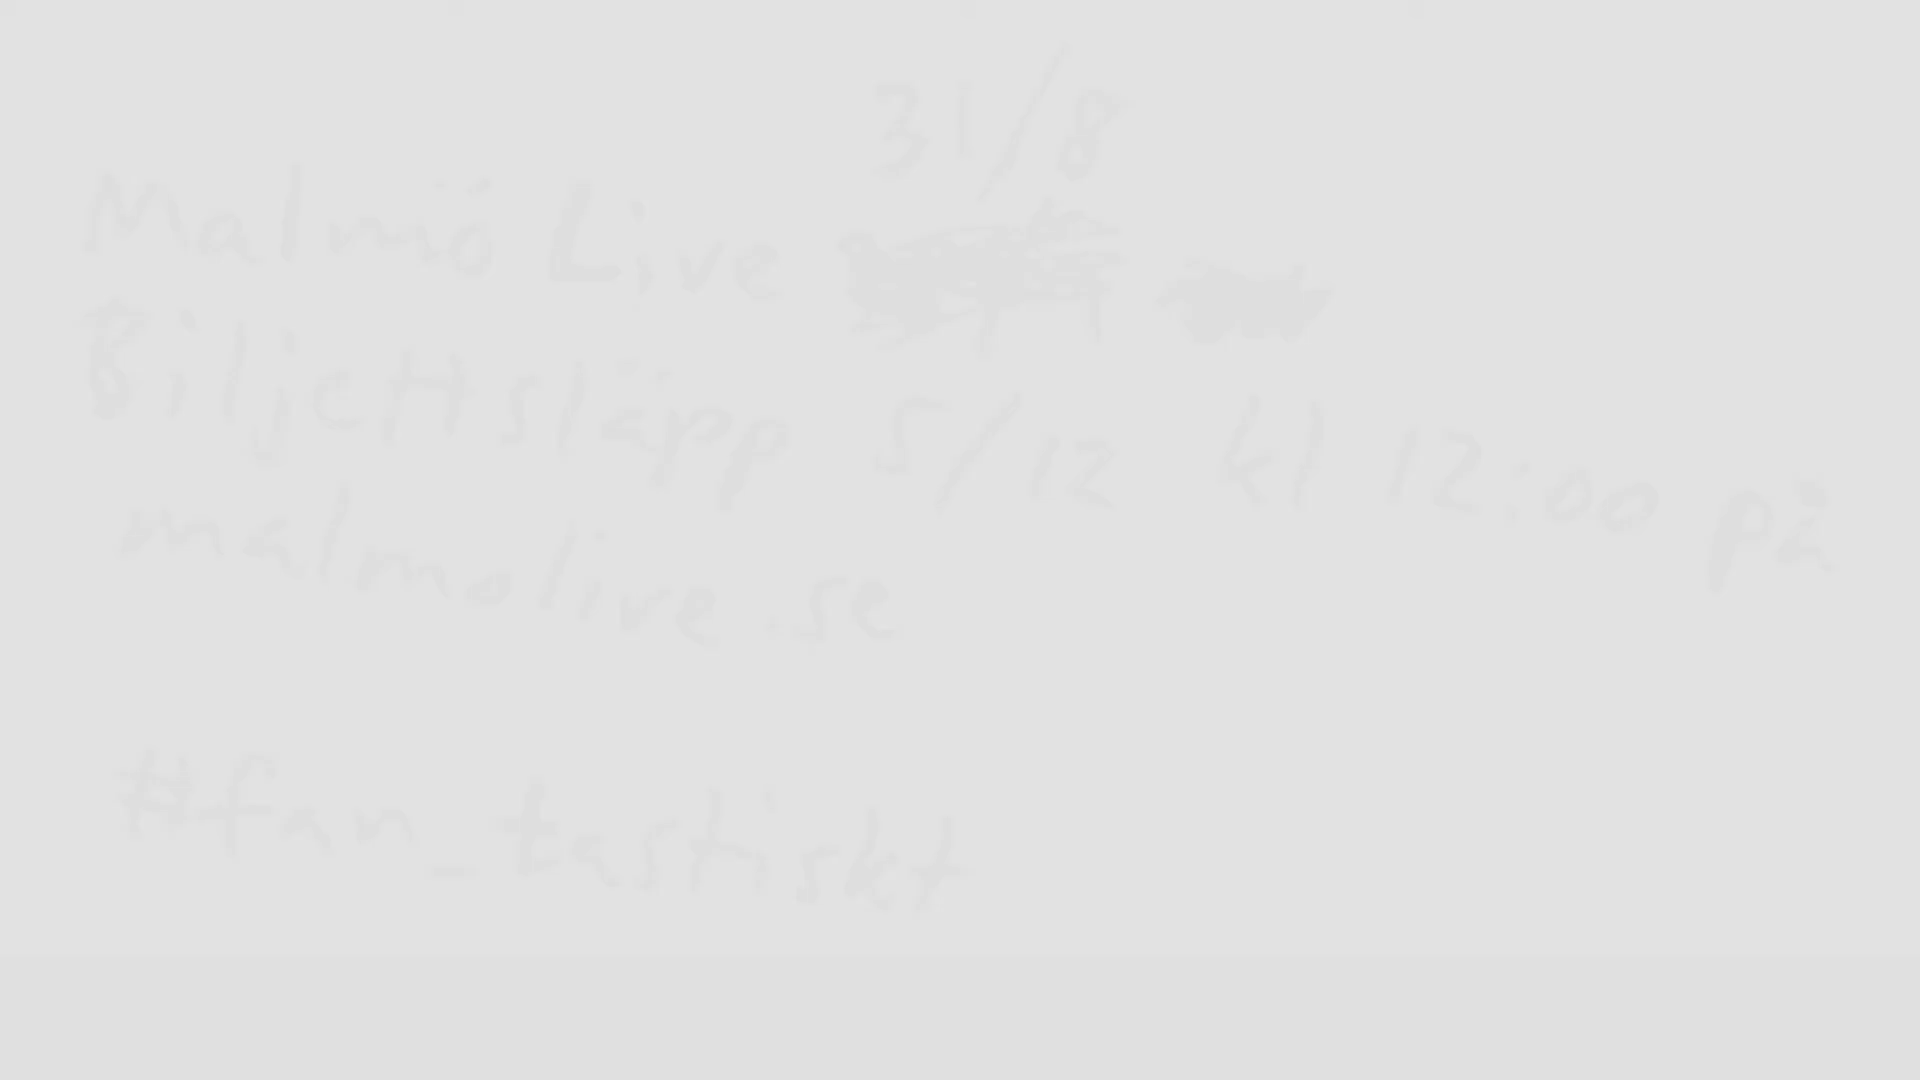 31/8
Malmö Live
Biljettsläpp 5/12 kl 12:00 på
malmolive.se
#fan_tastiskt